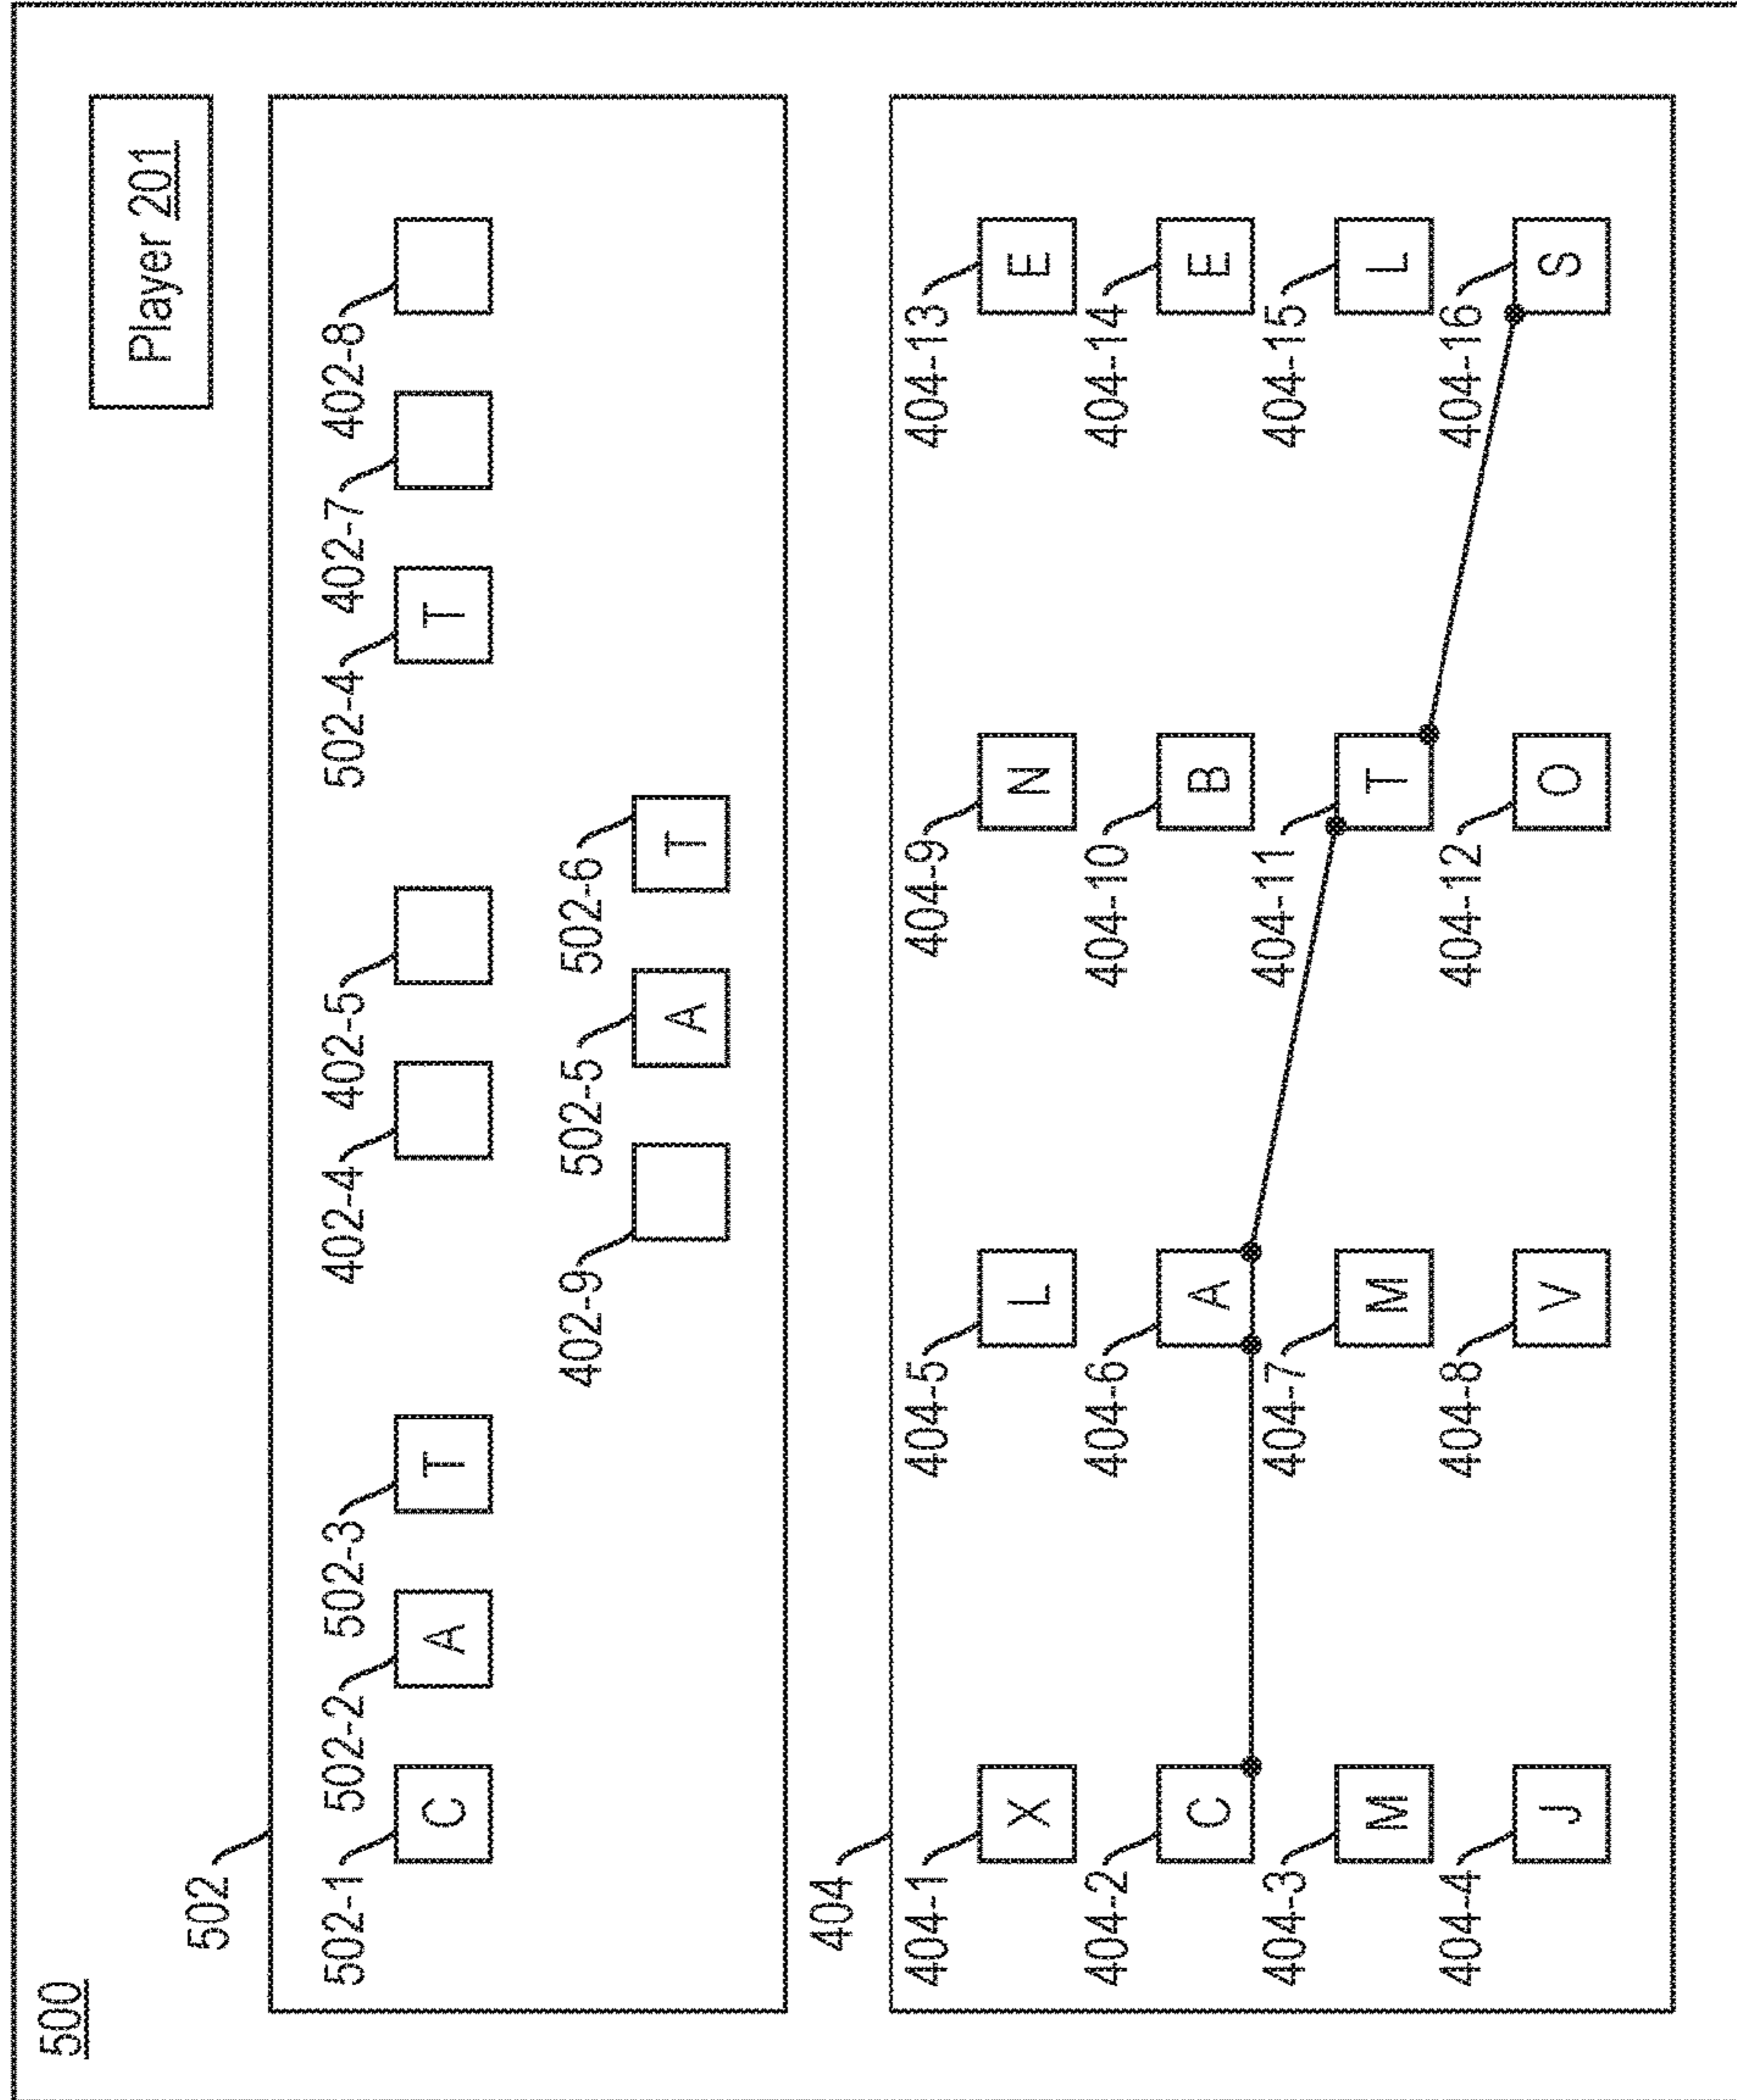 500
Player 201
502
502-1 502-2 502-3 402-4 402-5 502-4 402-7 402-8
C A T T
402-9 502-5 502-6
A T
404
404-1 404-5 404-9 404-13
X L N E
404-2 404-6 404-10 404-14
C A B E
404-3 404-7 404-11 404-15
M M T L
404-4 404-8 404-12 404-16
J V O S